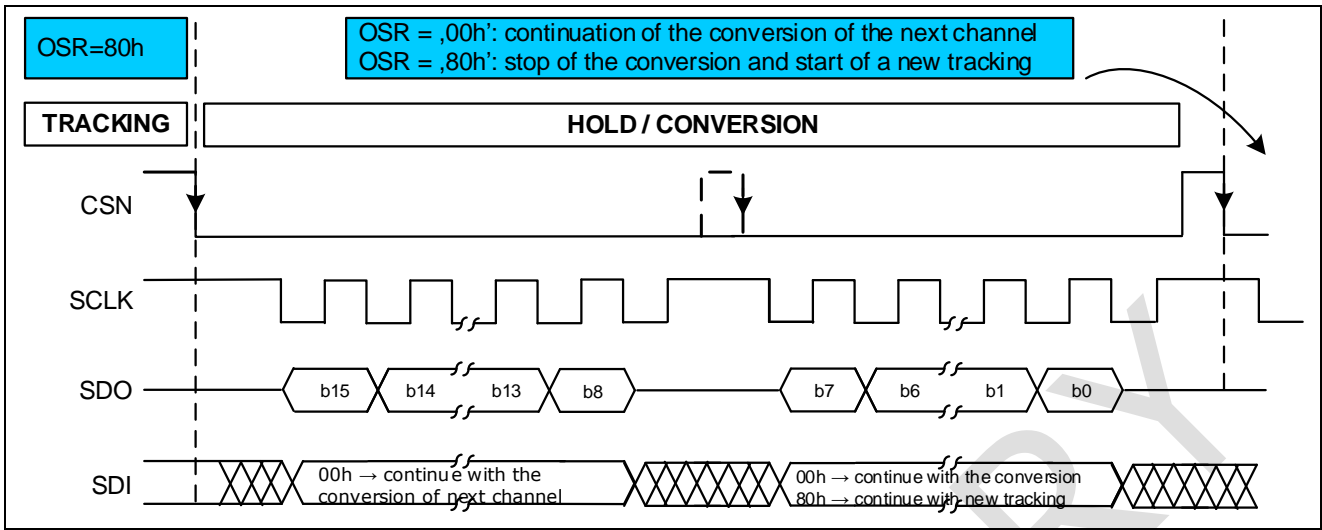 OSR=80h
OSR = ‚00h’: continuation of the conversion of the next channel
OSR = ‚80h’: stop of the conversion and start of a new tracking
TRACKING
HOLD / CONVERSION
CSN
SCLK
SDO
b15 b14 b13 b8 b7 b6 b1 b0
SDI
00h → continue with the
conversion of next channel
00h → continue with the conversion
80h → continue with new tracking
RY